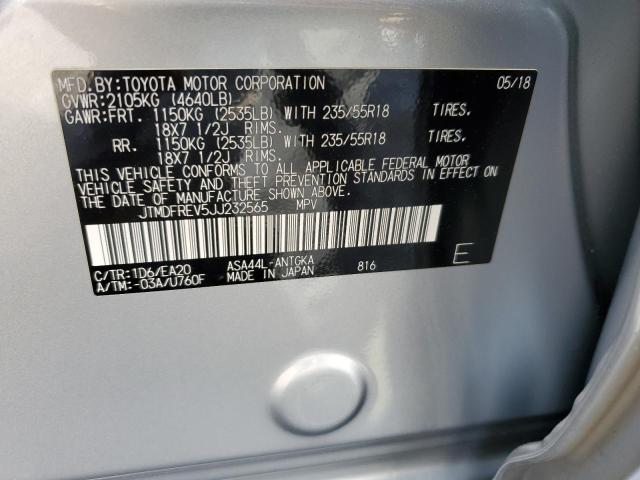 MFD.BY:TOYOTA MOTOR CORPORATION 05/18
GVWR:2105KG (4640LB)
GAWR:FRT. 1150KG (2535LB) WITH 235/55R18 TIRES.
18X7 1/2J RIMS.
RR. 1150KG (2535LB) WITH 235/55R18 TIRES.
18X7 1/2J RIMS.
THIS VEHICLE CONFORMS TO ALL APPLICABLE FEDERAL MOTOR
VEHICLE SAFETY AND THEFT PREVENTION STANDARDS IN EFFECT ON
THE DATE OF MANUFACTURE SHOWN ABOVE.
JTMDFREV5JJ232565 MPV
C/TR:1D6/EA20 ASA44L-ANTGKA 816 E
A/TM:-03A/U760F MADE IN JAPAN